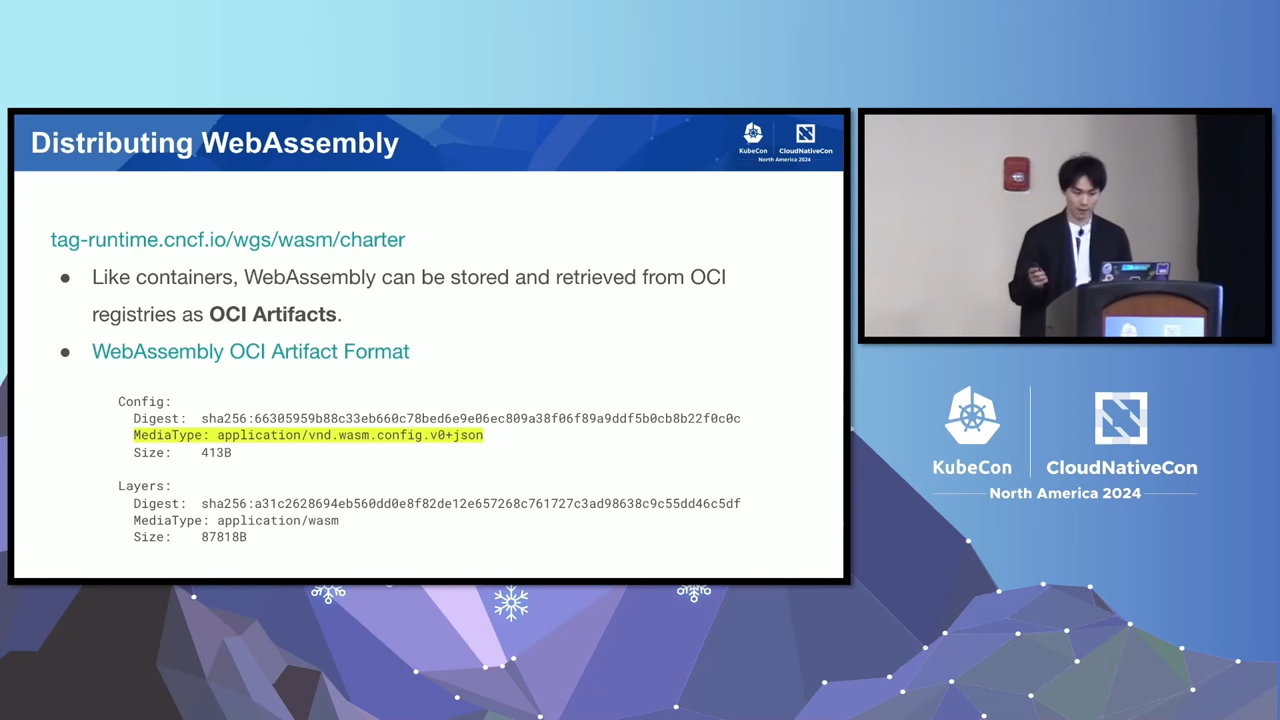 Distributing WebAssembly
KubeCon
CloudNativeCon
North America 2024
tag-runtime.cncf.io/wgs/wasm/charter
● Like containers, WebAssembly can be stored and retrieved from OCI
registries as OCI Artifacts.
● WebAssembly OCI Artifact Format
Config:
Digest: sha256:66305959b88c33eb660c78bed6e9e06ec809a38f06f89a9ddf5b0cb8b22f0c0c
MediaType: application/vnd.wasm.config.v0+json
Size: 413B
Layers:
Digest: sha256:a31c2628694eb560dd0e8f82de12e657268c761727c3ad98638c9c55dd46c5df
MediaType: application/wasm
Size: 87818B
KubeCon
CloudNativeCon
North America 2024